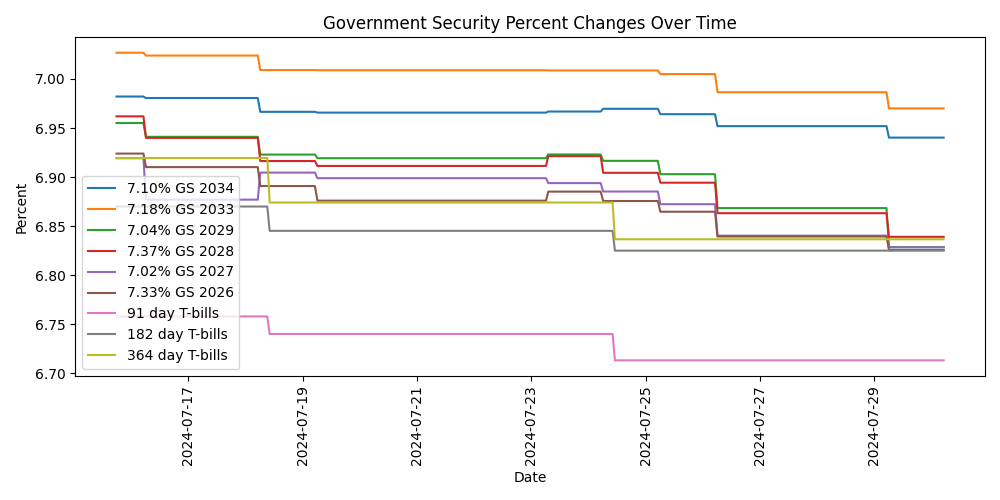 Government Security Percent Changes Over Time
Percent
7.00
6.95
6.90
6.85
6.80
6.75
6.70
7.10% GS 2034
7.18% GS 2033
7.04% GS 2029
7.37% GS 2028
7.02% GS 2027
7.33% GS 2026
91 day T-bills
182 day T-bills
364 day T-bills
2024-07-17
2024-07-19
2024-07-21
2024-07-23
2024-07-25
2024-07-27
2024-07-29
Date